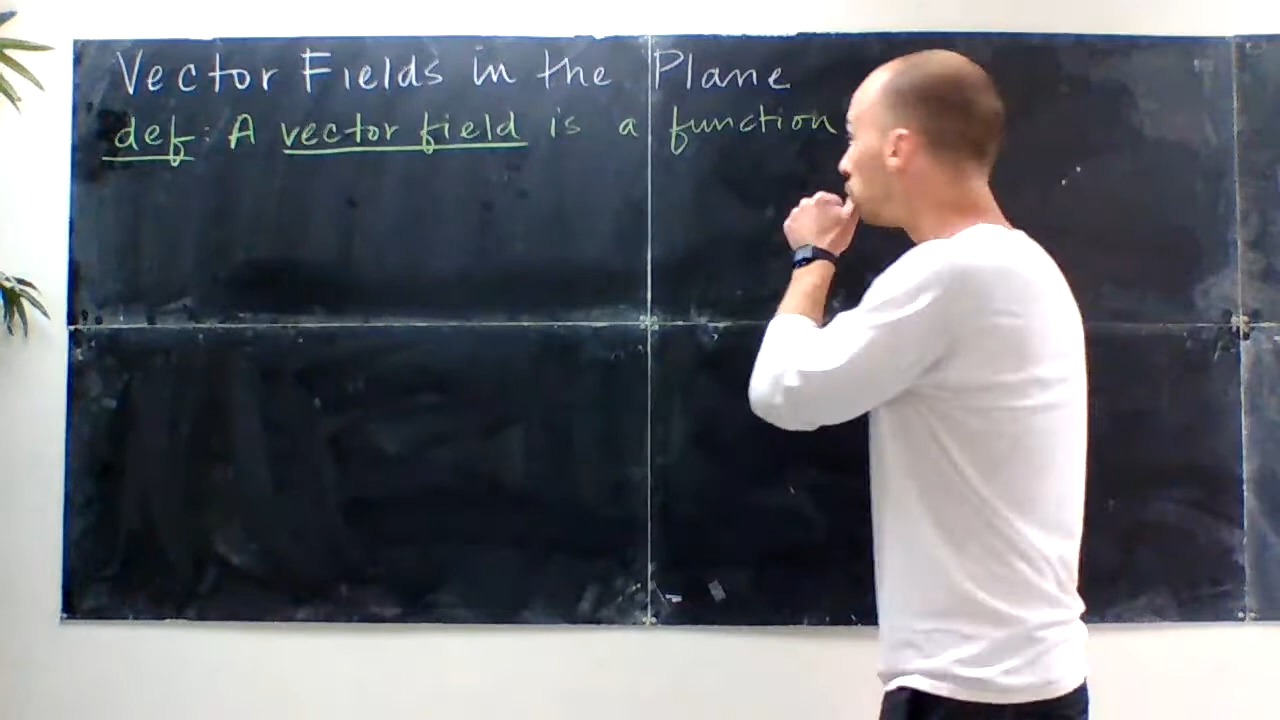 Vector Fields in the Plane
def: A vector field is a function